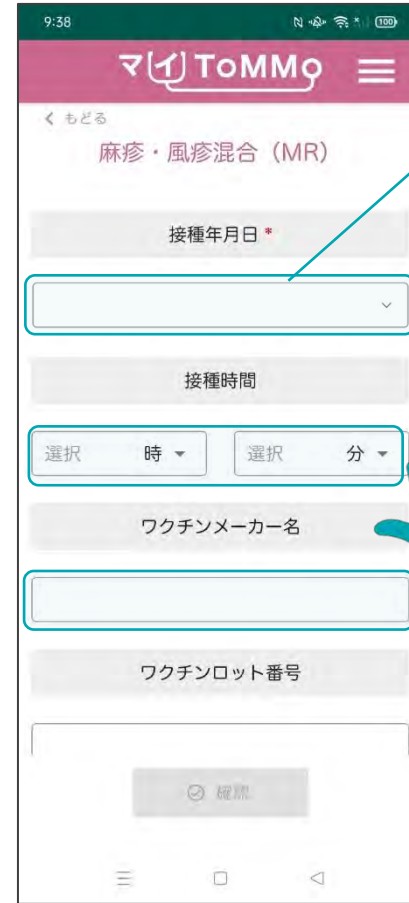 9:38 100
マイToMMo
もどる
麻疹・風疹混合（MR）
接種年月日 *
接種時間
選択 時 選択 分
ワクチンメーカー名
ワクチンロット番号
確認